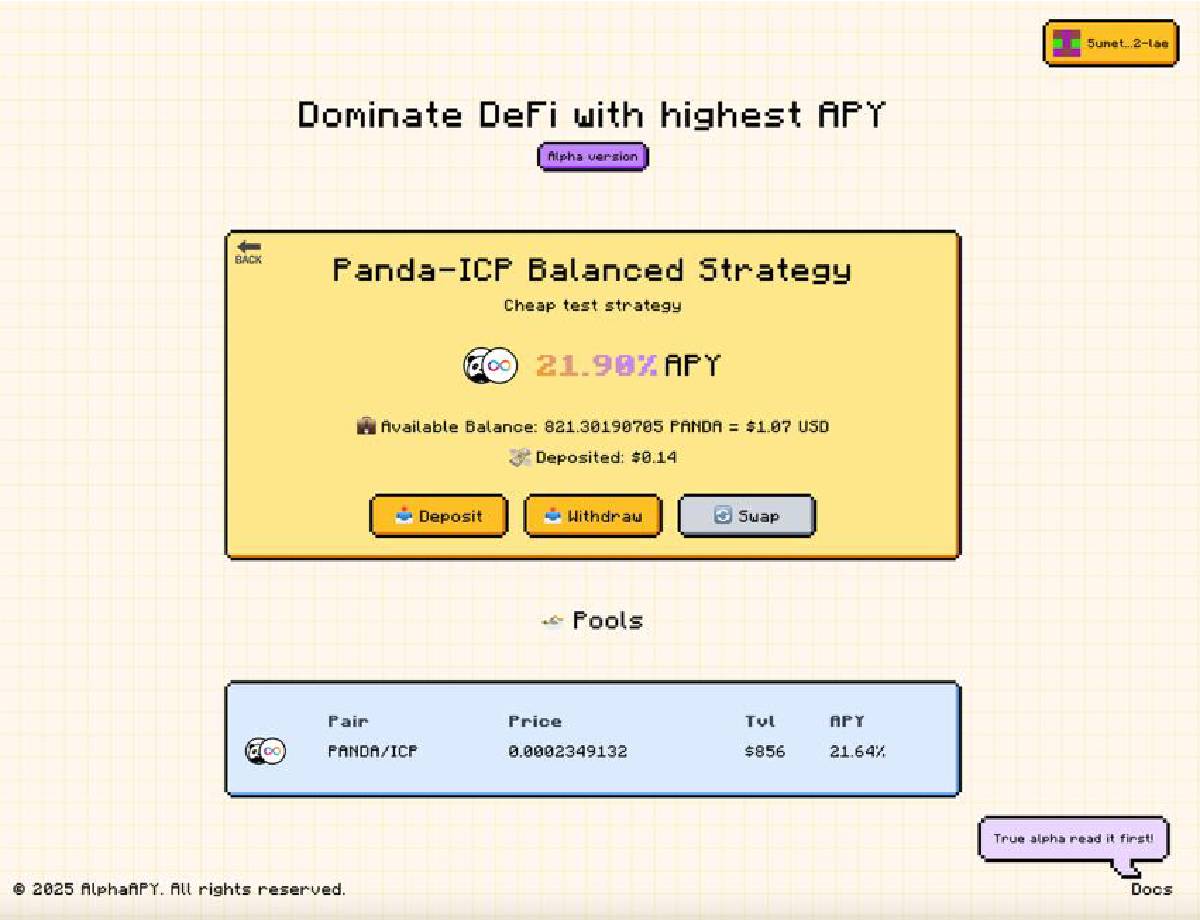 5unet...2-lae
Dominate DeFi with highest APY
Alpha version
BACK
Panda-ICP Balanced Strategy
Cheap test strategy
21.90% APY
Available Balance: 821.30190705 PANDA = $1.07 USD
Deposited: $0.14
Deposit Withdraw Swap
Pools
Pair Price Tvl APY
PANDA/ICP 0.0002349132 $856 21.64%
True alpha read it first!
© 2025 AlphaAPY. All rights reserved. Docs